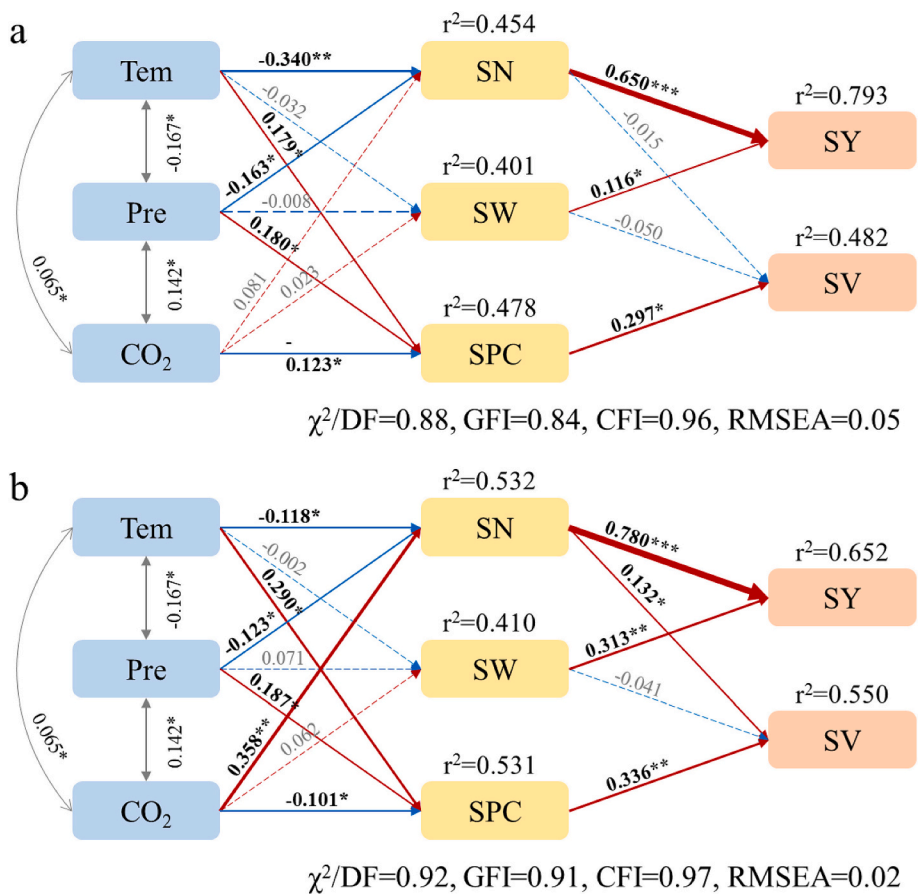 a
r²=0.454
Tem
-0.340**
SN
0.650***
r²=0.793
-0.032
0.179*
-0.015
SY
-0.167*
r²=0.401
-0.163*
0.116*
Pre
-0.008
SW
0.180*
-0.050
r²=0.482
0.065*
0.142*
0.081
0.023
r²=0.478
0.297*
SV
CO₂
-
0.123*
SPC
χ²/DF=0.88, GFI=0.84, CFI=0.96, RMSEA=0.05
b
r²=0.532
Tem
-0.118*
SN
0.780***
r²=0.652
-0.002
0.290*
0.132*
SY
-0.167*
r²=0.410
-0.123*
0.313**
Pre
0.071
SW
0.187*
-0.041
r²=0.550
0.065*
0.142*
0.358**
0.062
r²=0.531
0.336**
SV
CO₂
-0.101*
SPC
χ²/DF=0.92, GFI=0.91, CFI=0.97, RMSEA=0.02